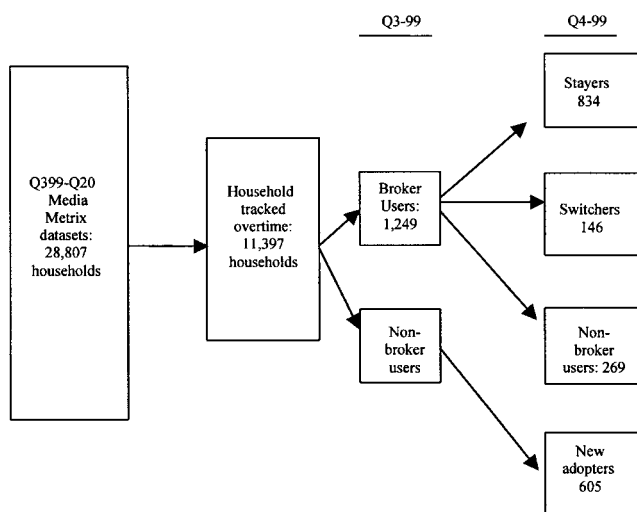 Q3-99
Q4-99
Q399-Q20
Media
Metrix
datasets:
28,807
households
Household
tracked
overtime:
11,397
households
Broker
Users:
1,249
Non-
broker
users
Stayers
834
Switchers
146
Non-
broker
users: 269
New
adopters
605